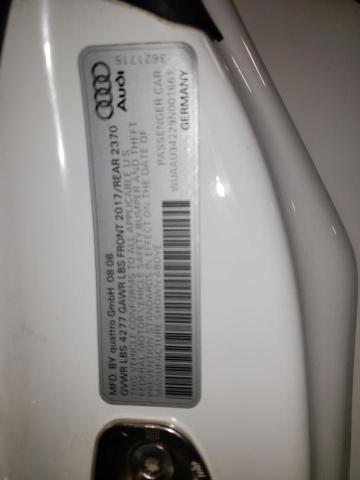 Audi
3621715
MFD. BY quattro GmbH 08 08
GVWR LBS 4277 GAWR LBS FRONT 2017/REAR 2370
THIS VEHICLE CONFORMS TO ALL APPLICABLE U.S.
FEDERAL MOTOR VEHICLE SAFETY BUMPER AND THEFT
PREVENTION STANDARDS IN EFFECT ON THE DATE OF
MANUFACTURE SHOWN ABOVE
PASSENGER CAR
WUAAU34229N001661
GERMANY